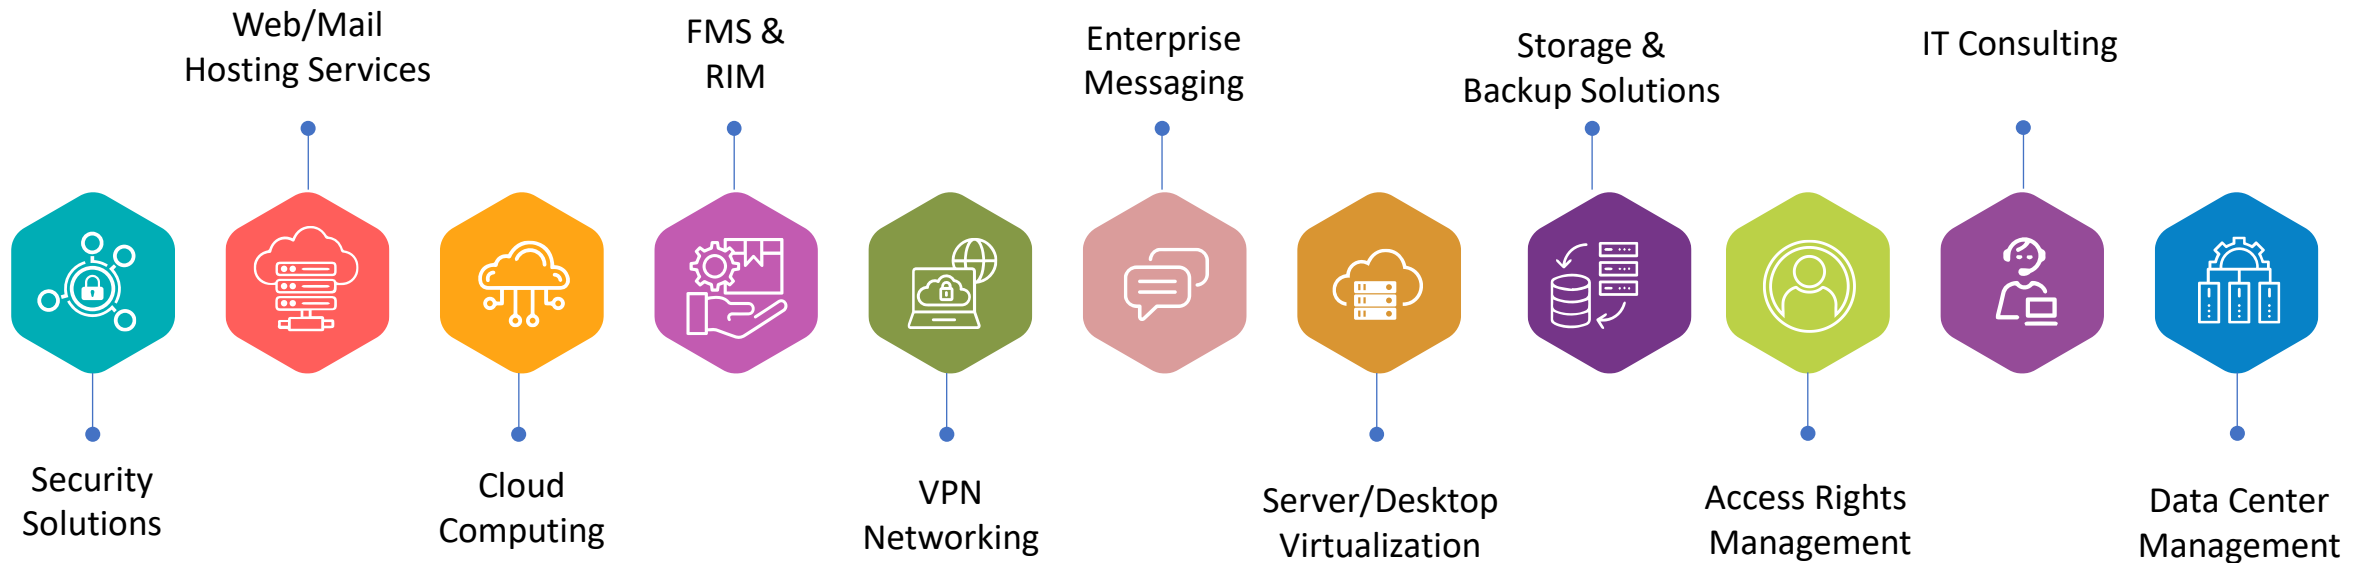 Web/Mail
Hosting Services
FMS &
RIM
Enterprise
Messaging
Storage &
Backup Solutions
IT Consulting
Security
Solutions
Cloud
Computing
VPN
Networking
Server/Desktop
Virtualization
Access Rights
Management
Data Center
Management